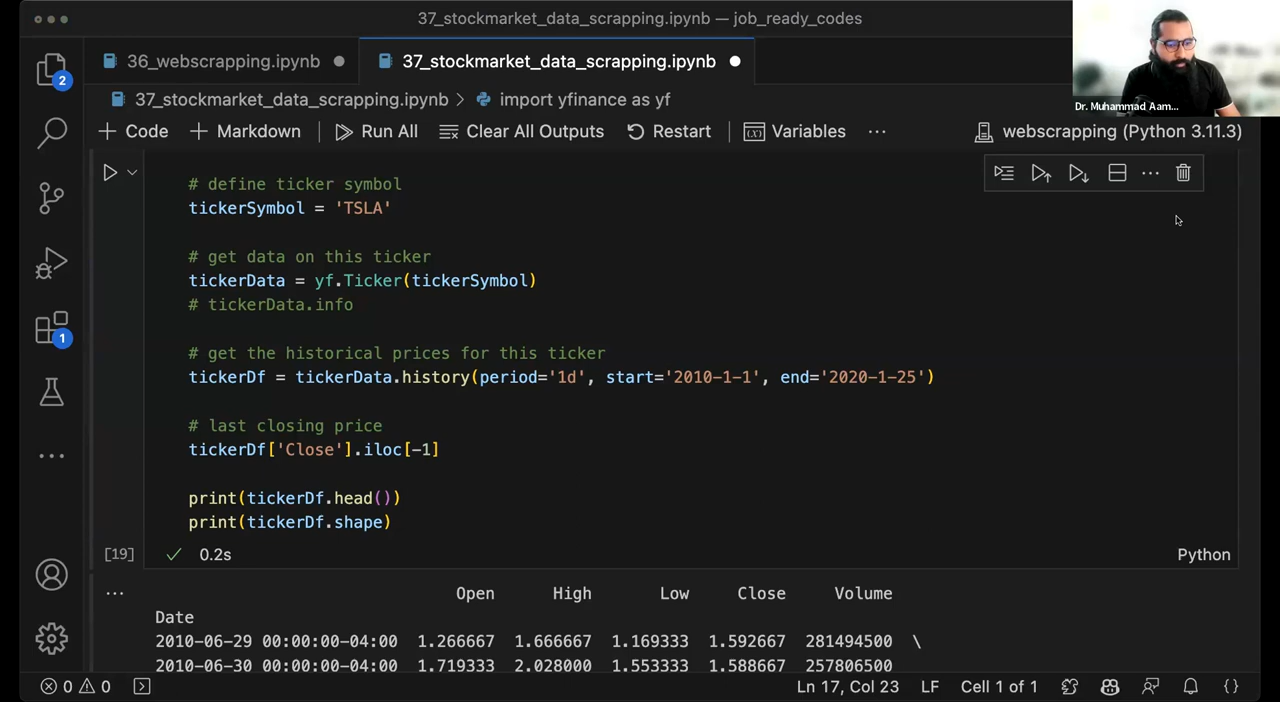 37_stockmarket_data_scrapping.ipynb — job_ready_codes
36_webscrapping.ipynb
37_stockmarket_data_scrapping.ipynb
37_stockmarket_data_scrapping.ipynb > import yfinance as yf
Dr. Muhammad Aam...
+ Code + Markdown Run All Clear All Outputs Restart Variables ... webscrapping (Python 3.11.3)
# define ticker symbol
tickerSymbol = 'TSLA'
# get data on this ticker
tickerData = yf.Ticker(tickerSymbol)
# tickerData.info
# get the historical prices for this ticker
tickerDf = tickerData.history(period='1d', start='2010-1-1', end='2020-1-25')
# last closing price
tickerDf['Close'].iloc[-1]
print(tickerDf.head())
print(tickerDf.shape)
[19] 0.2s Python
... Open High Low Close Volume
Date
2010-06-29 00:00:00-04:00 1.266667 1.666667 1.169333 1.592667 281494500 \
2010-06-30 00:00:00-04:00 1.719333 2.028000 1.553333 1.588667 257806500
2
1
0 0 Ln 17, Col 23 LF Cell 1 of 1